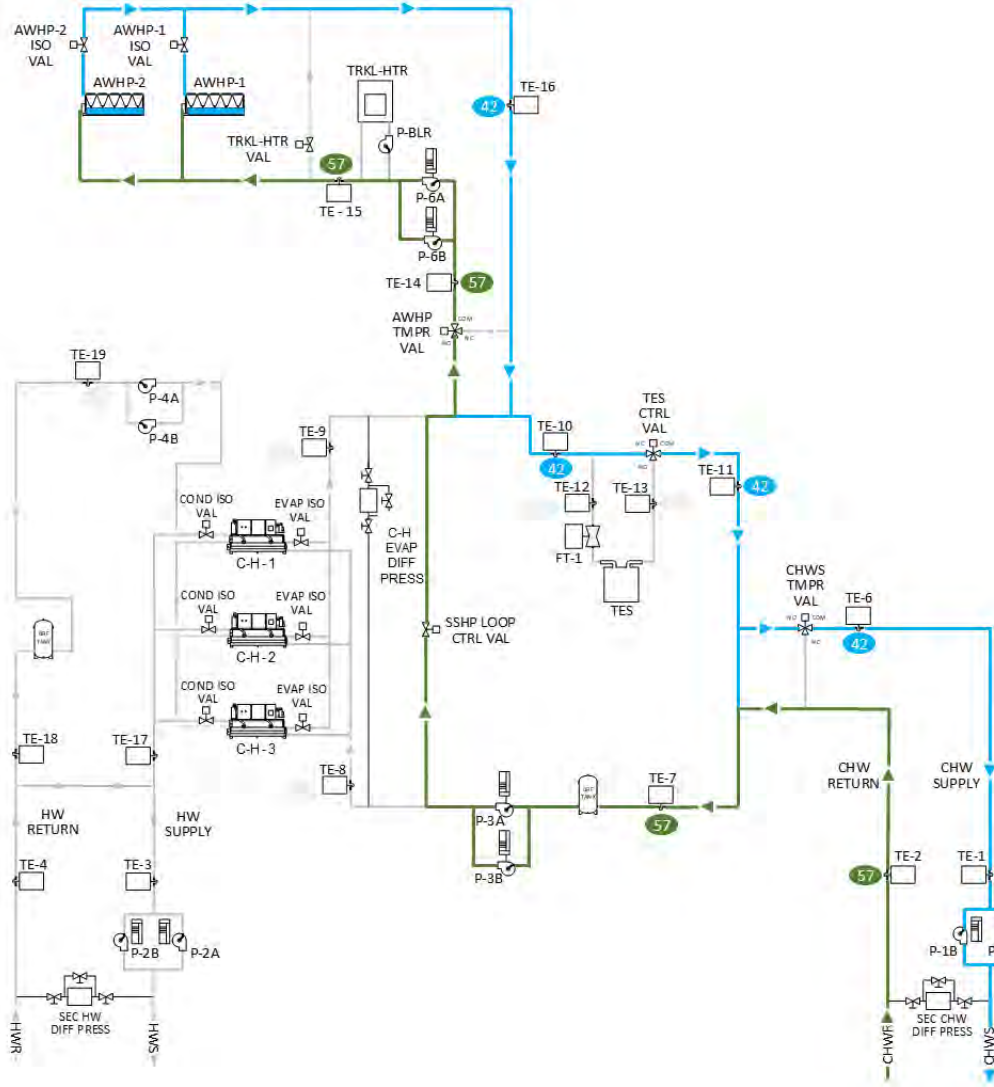 AWHP-2
ISO
VAL
AWHP-1
ISO
VAL
AWHP-2
AWHP-1
TRKL-HTR
P-BLR
TRKL-HTR
VAL
57
TE - 15
P-6A
P-6B
TE-16
42
TE-14
57
AWHP
TMPR
VAL
COM
NO
NC
TE-19
P-4A
P-4B
TE-9
TE-10
42
TES
CTRL
VAL
NC
COM
NO
TE-11
42
TE-12
TE-13
FT-1
TES
COND ISO
VAL
EVAP ISO
VAL
C-H-1
C-H
EVAP
DIFF
PRESS
COND ISO
VAL
EVAP ISO
VAL
C-H-2
SSHP LOOP
CTRL VAL
CHWS
TMPR
VAL
NO
COM
NC
TE-6
42
BUF
TANK
COND ISO
VAL
EVAP ISO
VAL
C-H-3
TE-18
TE-17
TE-8
P-3A
P-3B
BUF
TANK
TE-7
57
CHW
RETURN
CHW
SUPPLY
HW
RETURN
HW
SUPPLY
TE-4
TE-3
57
TE-2
TE-1
P-2B
P-2A
P-1B
P
SEC HW
DIFF PRESS
SEC CHW
DIFF PRESS
HWR
HWS
CHWR
CHWS